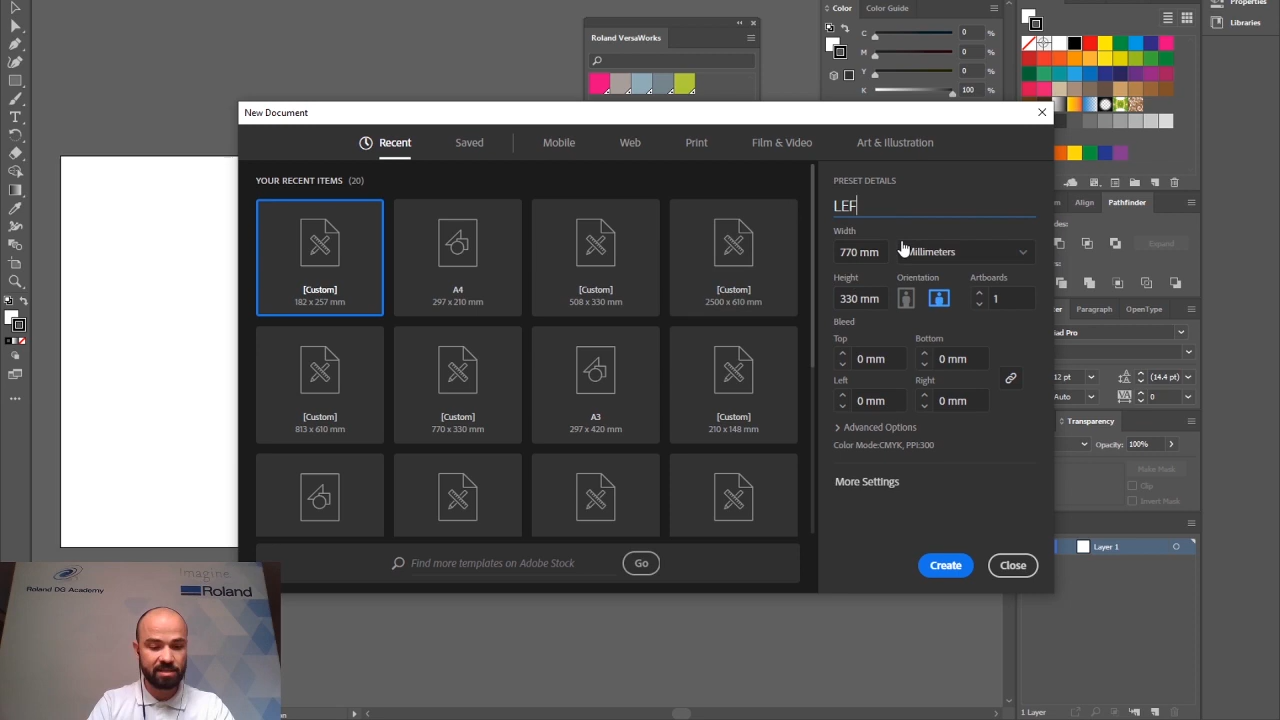 Color
Color Guide
Properties
Libraries
C 0 %
M 0 %
Y 0 %
K 100 %
Roland VersaWorks
New Document
Recent
Saved
Mobile
Web
Print
Film & Video
Art & Illustration
YOUR RECENT ITEMS (20)
[Custom]
182 x 257 mm
A4
297 x 210 mm
[Custom]
508 x 330 mm
[Custom]
2500 x 610 mm
[Custom]
813 x 610 mm
[Custom]
770 x 330 mm
A3
297 x 420 mm
[Custom]
210 x 148 mm
Find more templates on Adobe Stock
Go
PRESET DETAILS
LEF
Width
770 mm
Millimeters
Height
Orientation
Artboards
330 mm
1
Bleed
Top
Bottom
0 mm
0 mm
Left
Right
0 mm
0 mm
Advanced Options
Color Mode:CMYK, PPI:300
More Settings
Create
Close
Align
Pathfinder
Expand
Paragraph
OpenType
12 pt
(14.4 pt)
Auto
0
Transparency
Opacity: 100%
Make Mask
Clip
Invert Mask
Layer 1
1 Layer
Roland DG Academy
Imagine
Roland